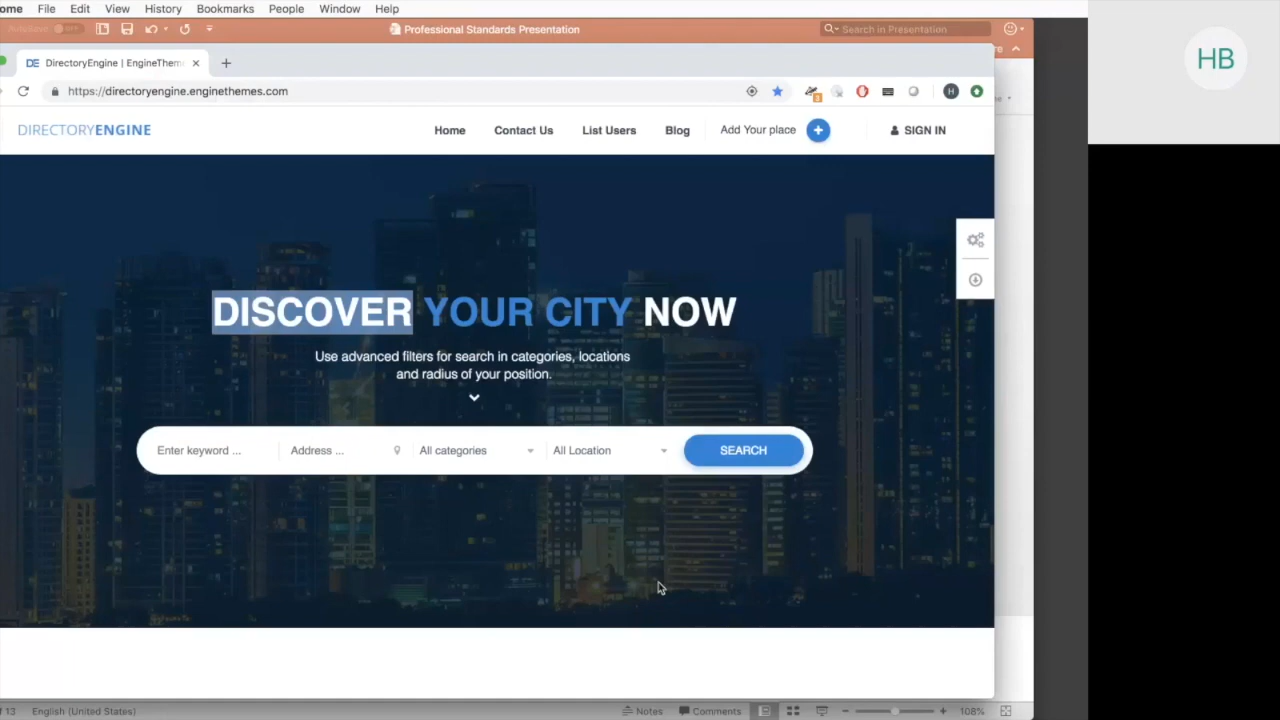 ome File Edit View History Bookmarks People Window Help
HB
Professional Standards Presentation
Search in Presentation
DE DirectoryEngine | EngineThem
https://directoryengine.enginethemes.com
H
DIRECTORYENGINE
Home Contact Us List Users Blog Add Your place SIGN IN
DISCOVER YOUR CITY NOW
Use advanced filters for search in categories, locations
and radius of your position.
Enter keyword ... Address ... All categories All Location SEARCH
13 English (United States) Notes Comments 108%